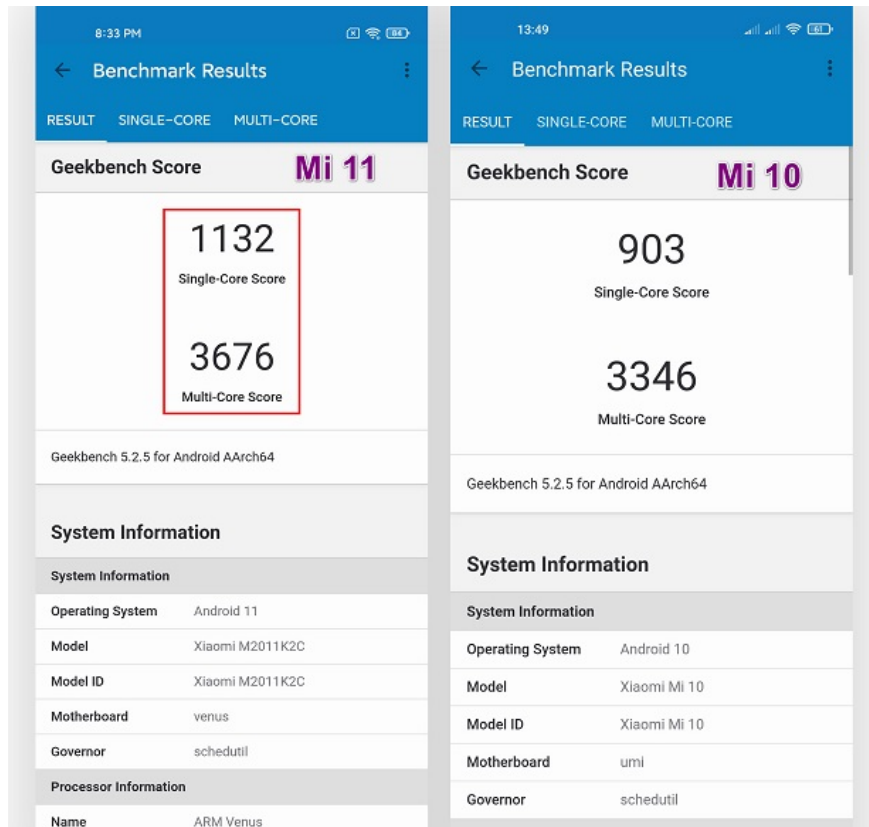 8:33 PM
84
Benchmark Results
RESULT SINGLE-CORE MULTI-CORE
Geekbench Score
Mi 11
1132
Single-Core Score
3676
Multi-Core Score
Geekbench 5.2.5 for Android AArch64
System Information
System Information
Operating System Android 11
Model Xiaomi M2011K2C
Model ID Xiaomi M2011K2C
Motherboard venus
Governor schedutil
Processor Information
Name ARM Venus
13:49
61
Benchmark Results
RESULT SINGLE-CORE MULTI-CORE
Geekbench Score
Mi 10
903
Single-Core Score
3346
Multi-Core Score
Geekbench 5.2.5 for Android AArch64
System Information
System Information
Operating System Android 10
Model Xiaomi Mi 10
Model ID Xiaomi Mi 10
Motherboard umi
Governor schedutil